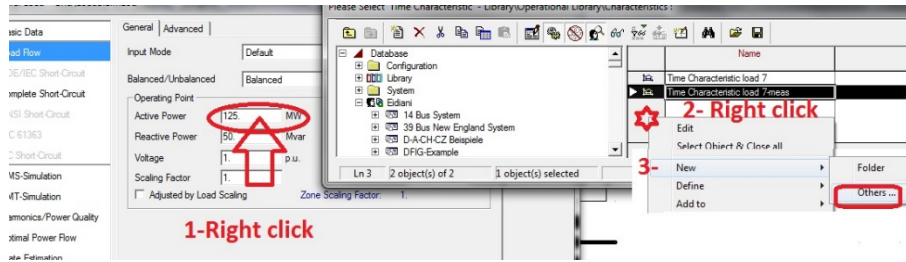 Please Select 'Time Characteristic' - Library\Operational Library\Characteristics :
General
Advanced
Input Mode
Default
Balanced/Unbalanced
Balanced
Operating Point
Active Power
125.
MW
Reactive Power
50.
Mvar
Voltage
1.
p.u.
Scaling Factor
1.
Adjusted by Load Scaling
Zone Scaling Factor:
1.
1-Right click
asic Data
oad Flow
DE/IEC Short-Circuit
omplete Short-Circuit
NSI Short-Circuit
C 61363
C Short-Circuit
MS-Simulation
MT-Simulation
armonics/Power Quality
ptimal Power Flow
ate Estimation
Database
Configuration
Library
System
Eidiani
14 Bus System
39 Bus New England System
D-A-CH-CZ Beispiele
DFIG-Example
Ln 3
2 object(s) of 2
1 object(s) selected
Name
Time Characteristic load 7
Time Characteristic load 7-meas
2- Right click
Edit
Select Object & Close all
3-
New
Folder
Define
Others ...
Add to